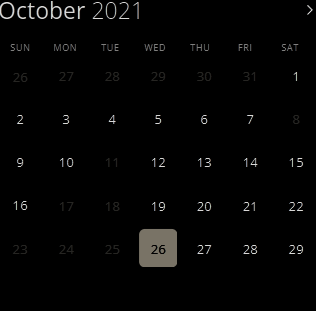 October 2021
SUN MON TUE WED THU FRI SAT
26 27 28 29 30 31 1
2 3 4 5 6 7 8
9 10 11 12 13 14 15
16 17 18 19 20 21 22
23 24 25 26 27 28 29